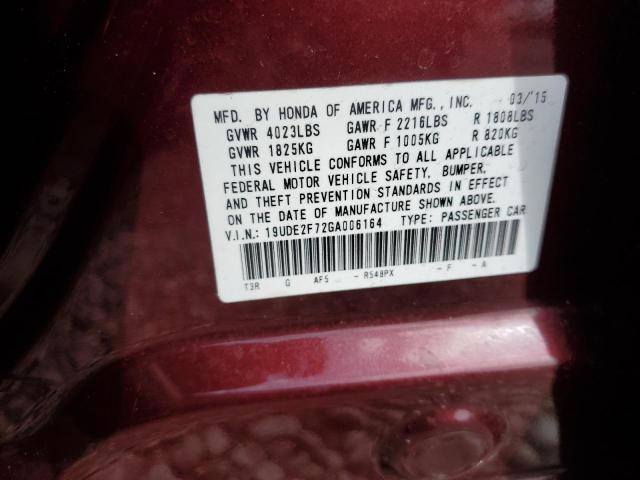 MFD. BY HONDA OF AMERICA MFG., INC. 03/'15
GVWR 4023LBS GAWR F 2216LBS R 1808LBS
GVWR 1825KG GAWR F 1005KG R 820KG
THIS VEHICLE CONFORMS TO ALL APPLICABLE
FEDERAL MOTOR VEHICLE SAFETY, BUMPER,
AND THEFT PREVENTION STANDARDS IN EFFECT
ON THE DATE OF MANUFACTURE SHOWN ABOVE.
V.I.N.: 19UDE2F72GA006164 TYPE: PASSENGER CAR
T3R G AF5 - R548PX - F - A